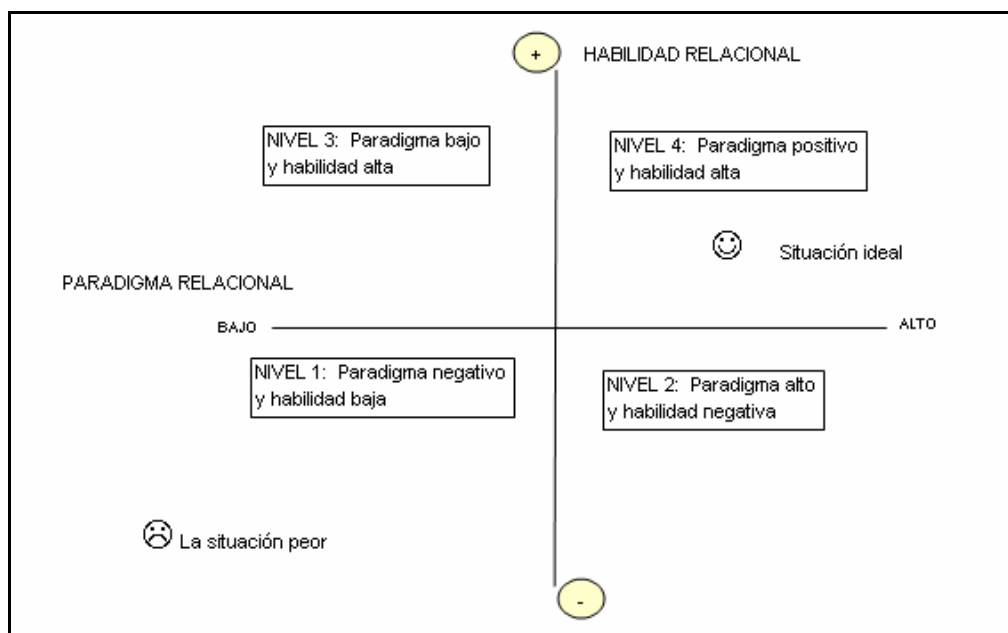 + HABILIDAD RELACIONAL
NIVEL 3: Paradigma bajo
y habilidad alta
NIVEL 4: Paradigma positivo
y habilidad alta
Situación ideal
PARADIGMA RELACIONAL
BAJO
ALTO
NIVEL 1: Paradigma negativo
y habilidad baja
NIVEL 2: Paradigma alto
y habilidad negativa
La situación peor
-